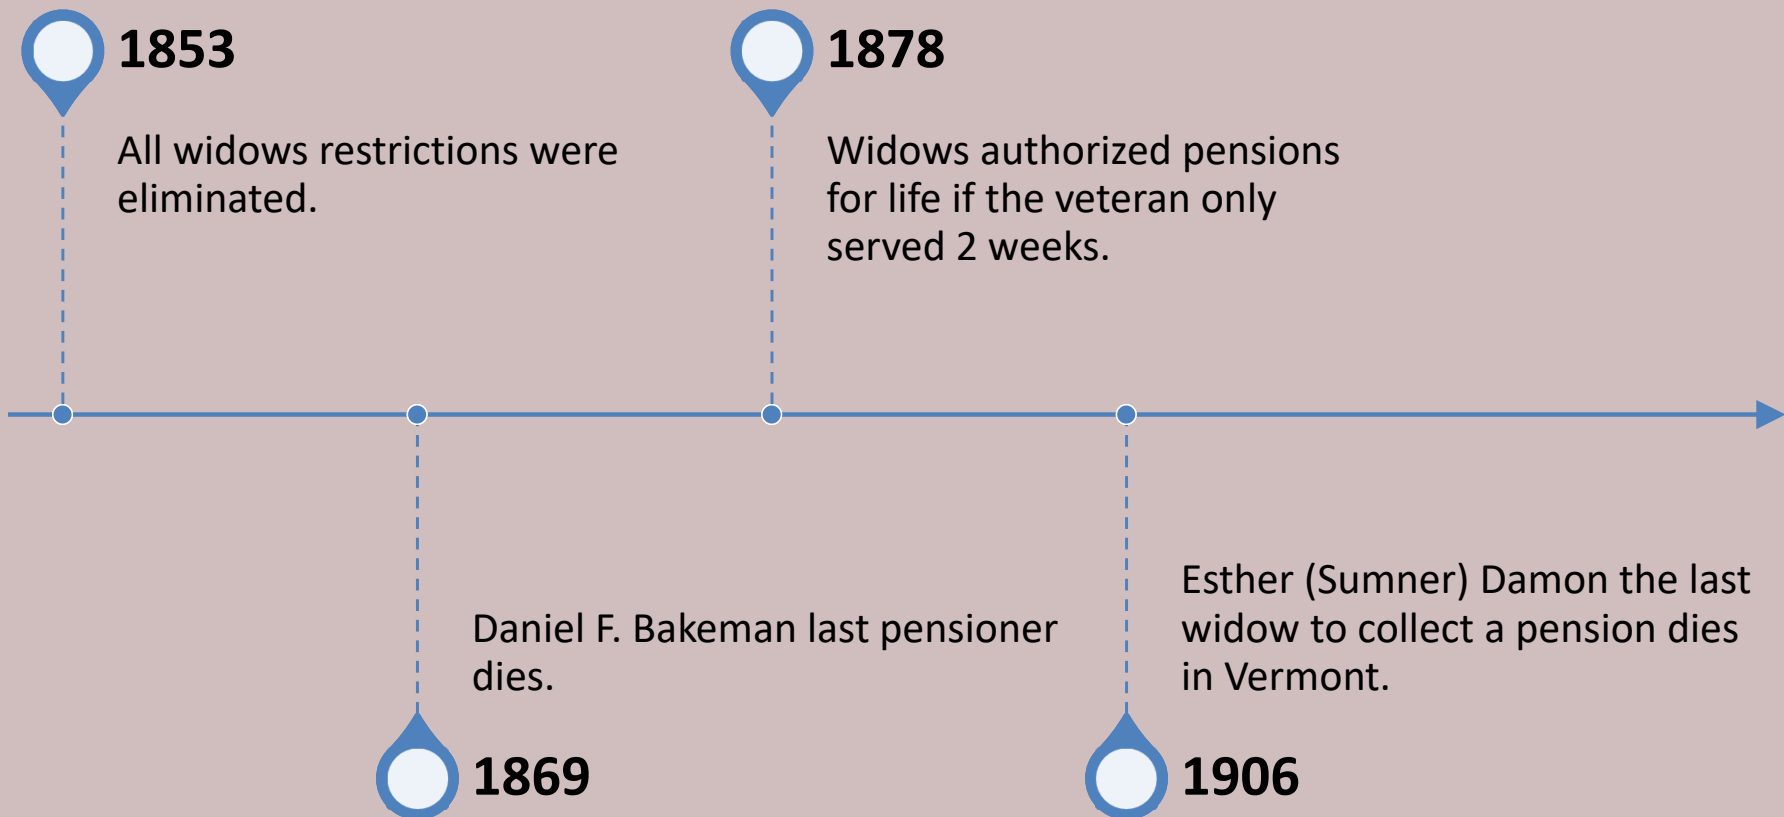 1853
All widows restrictions were
eliminated.
1869
Daniel F. Bakeman last pensioner
dies.
1878
Widows authorized pensions
for life if the veteran only
served 2 weeks.
1906
Esther (Sumner) Damon the last
widow to collect a pension dies
in Vermont.